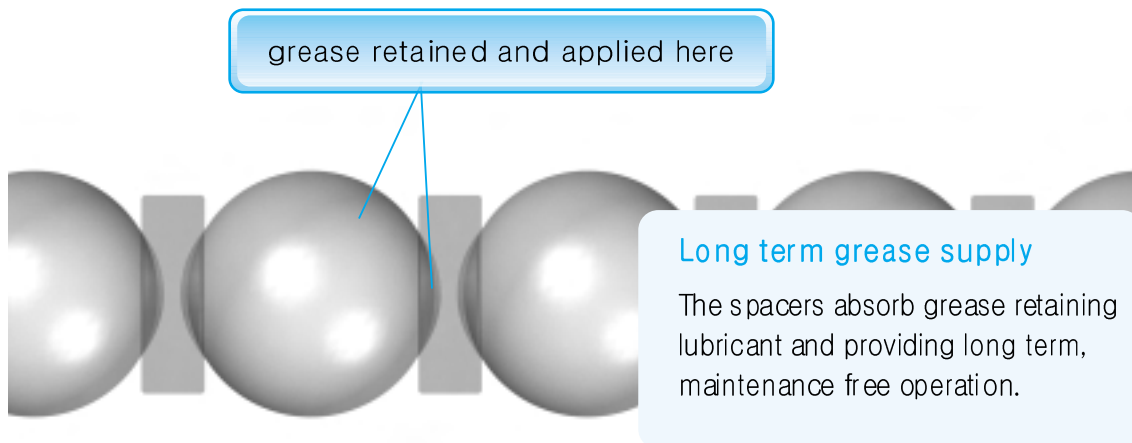 grease retained and applied here
Long term grease supply
The spacers absorb grease retaining
lubricant and providing long term,
maintenance free operation.